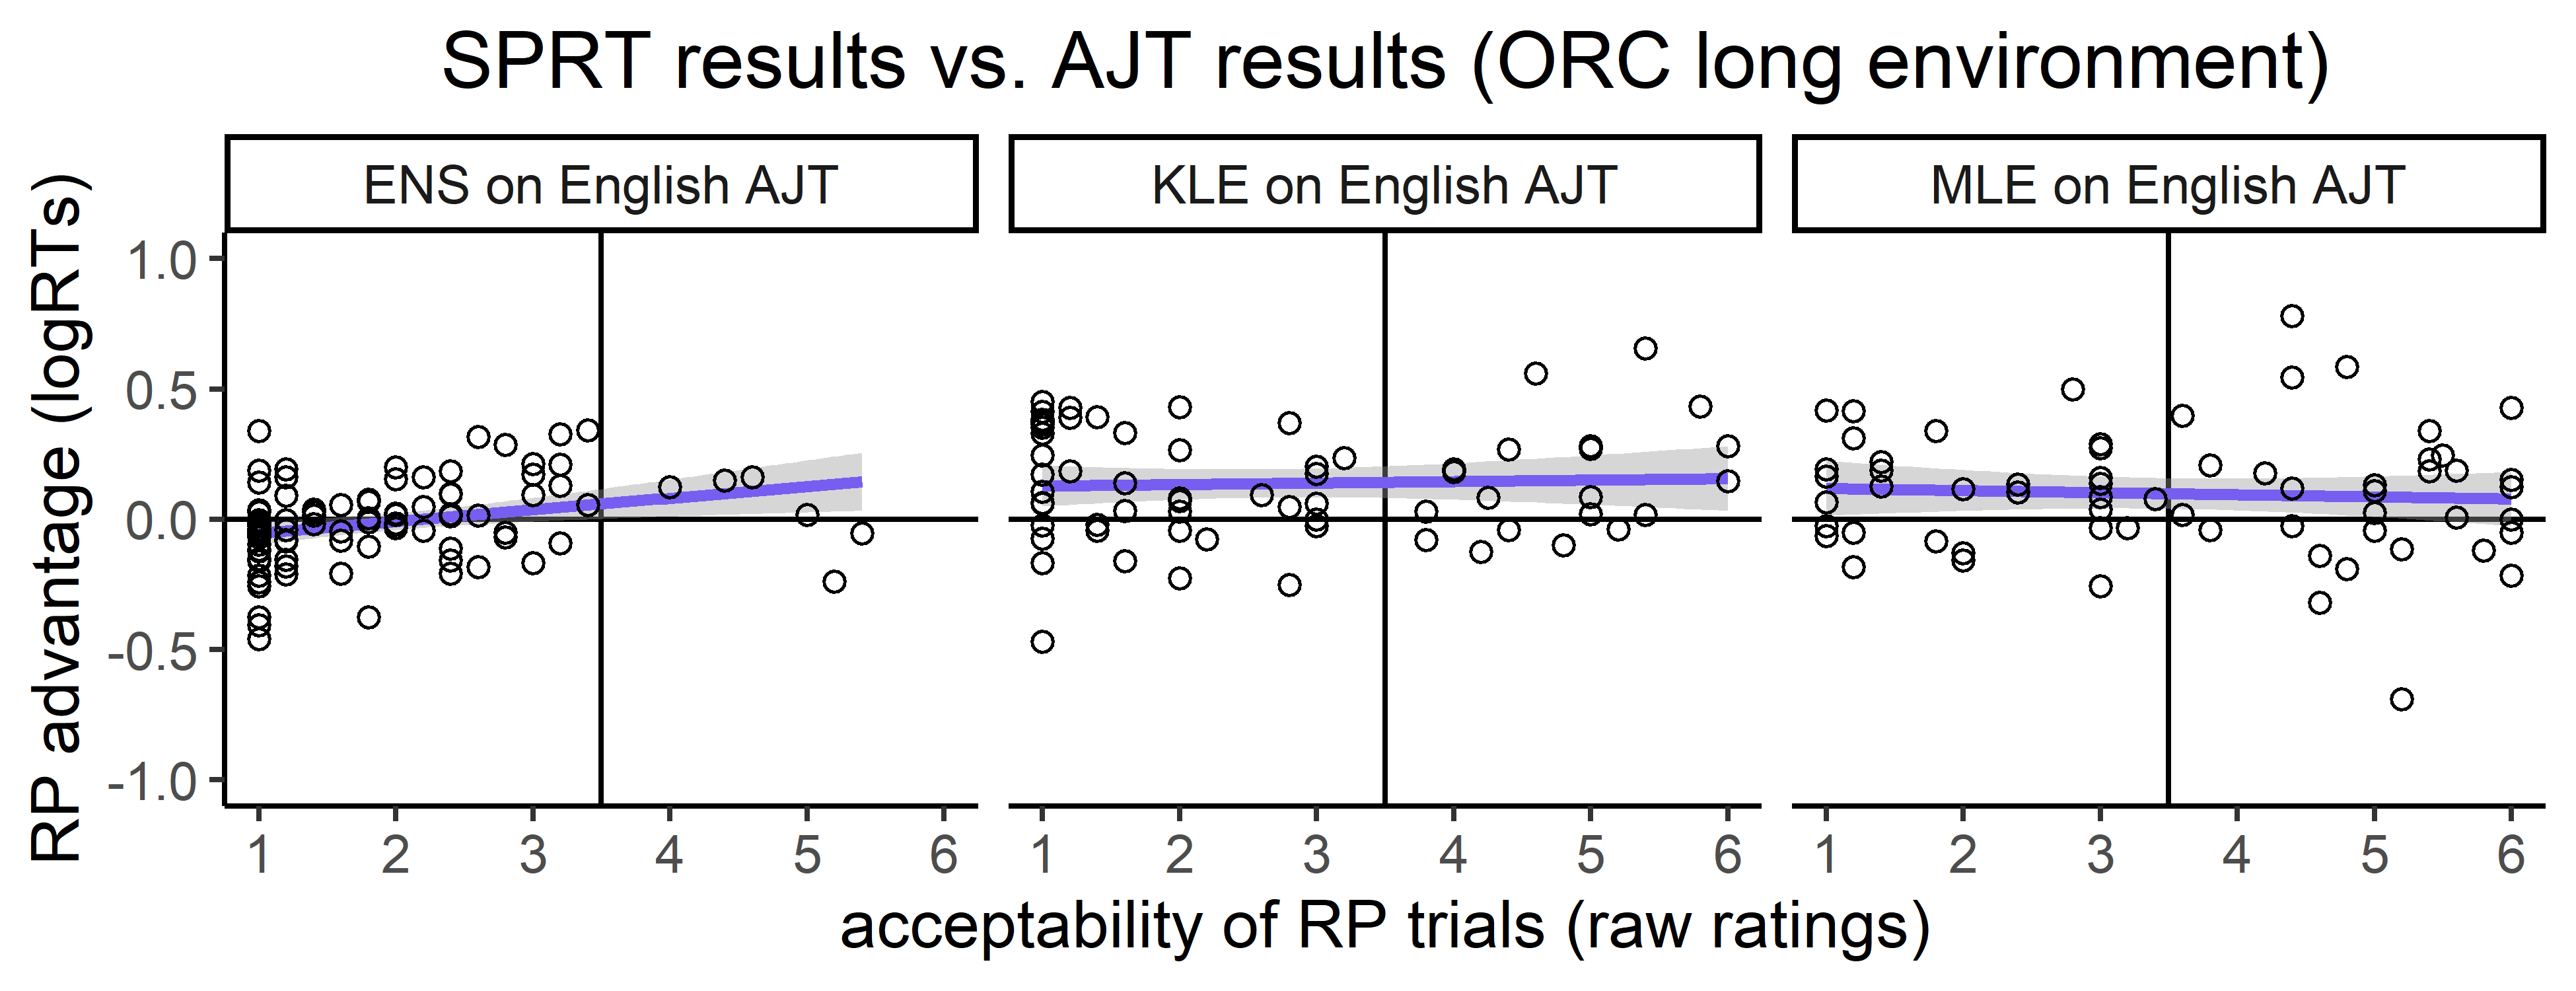 SPRT results vs. AJT results (ORC long environment)
ENS on English AJT
KLE on English AJT
MLE on English AJT
RP advantage (logRTs)
1.0
0.5
0.0
-0.5
-1.0
1 2 3 4 5 6
1 2 3 4 5 6
1 2 3 4 5 6
acceptability of RP trials (raw ratings)